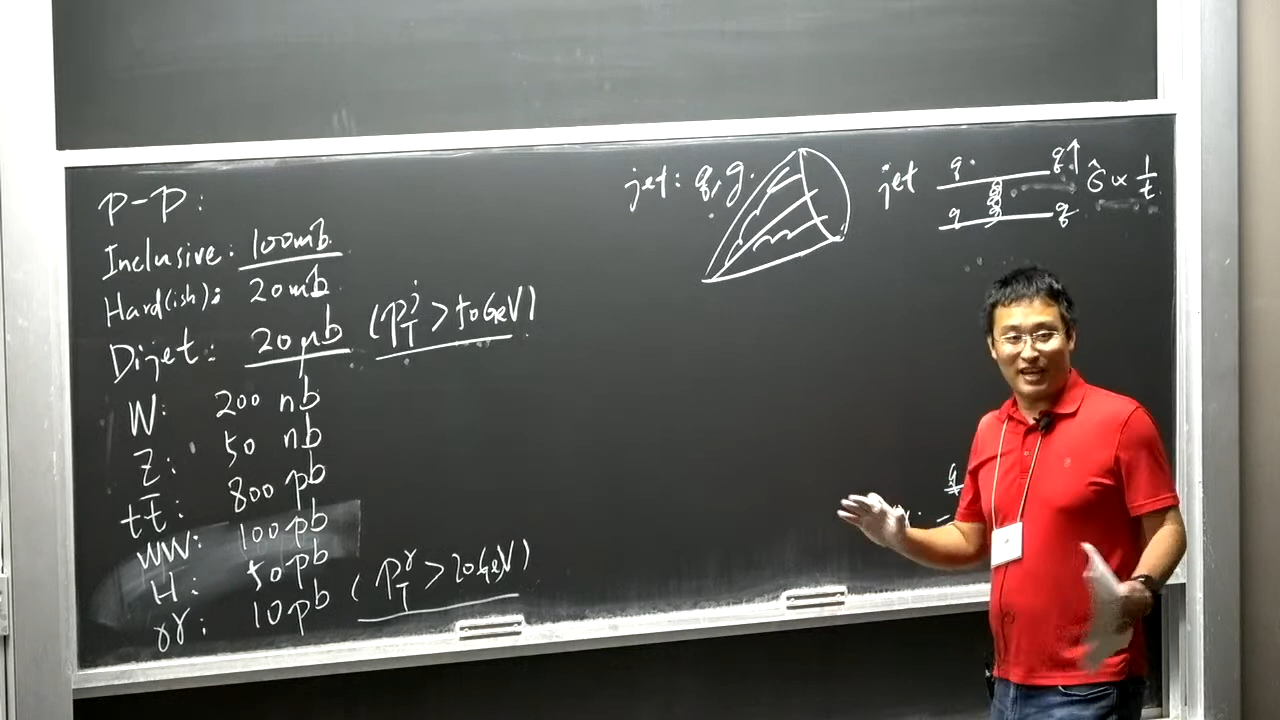 p-p:
Inclusive: 100mb
Hard(ish): 20mb
Dijet: 20μb (p_T^j > 50GeV)
W: 200 nb
Z: 50 nb
tt̄: 800 pb
WW: 100 pb
H: 50 pb
γγ: 10 pb (p_T^γ > 20GeV)
jet: q, g.
jet
q q
q q
σ̂ ∝ 1/t